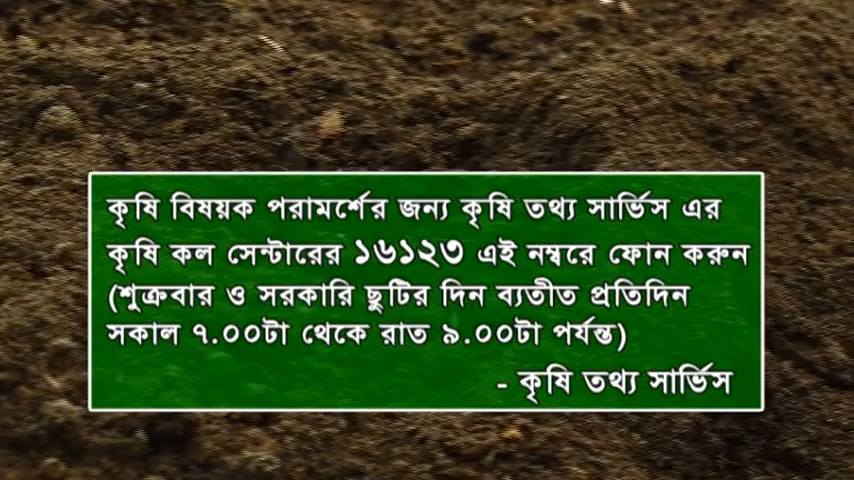 কৃষি বিষয়ক পরামর্শের জন্য কৃষি তথ্য সার্ভিস এর
কৃষি কল সেন্টারের ১৬১২৩ এই নম্বরে ফোন করুন
(শুক্রবার ও সরকারি ছুটির দিন ব্যতীত প্রতিদিন
সকাল ৭.০০টা থেকে রাত ৯.০০টা পর্যন্ত)
- কৃষি তথ্য সার্ভিস